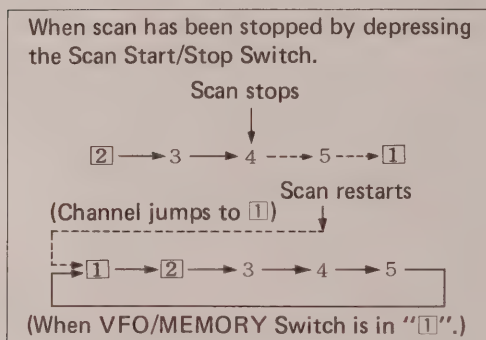 When scan has been stopped by depressing
the Scan Start/Stop Switch.
Scan stops
2 3 4 5 1
Scan restarts
(Channel jumps to 1)
1 2 3 4 5
(When VFO/MEMORY Switch is in "1".)